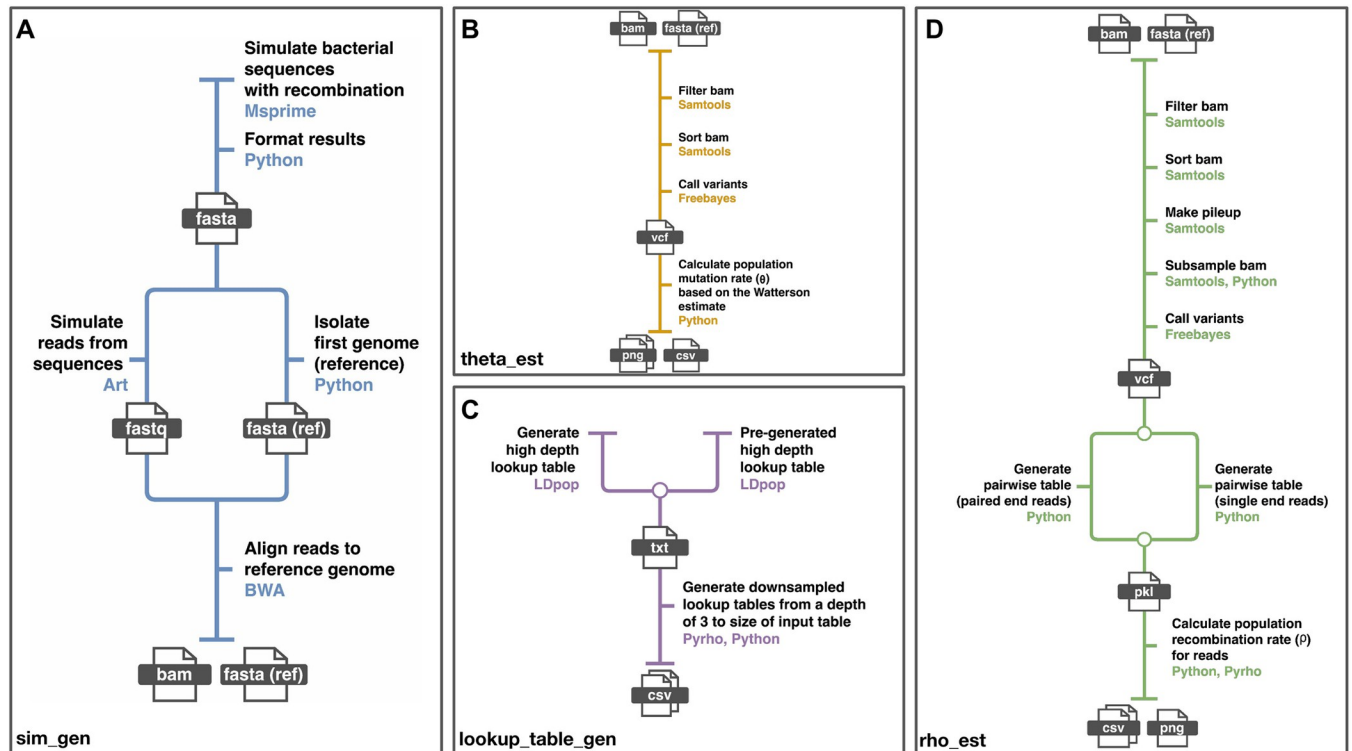 A
Simulate bacterial
sequences
with recombination
Msprime
Format results
Python
fasta
Simulate
reads from
sequences
Art
Isolate
first genome
(reference)
Python
fastq
fasta (ref)
Align reads to
reference genome
BWA
bam
fasta (ref)
sim_gen
B
bam
fasta (ref)
Filter bam
Samtools
Sort bam
Samtools
Call variants
Freebayes
vcf
Calculate population
mutation rate (θ)
based on the Watterson
estimate
Python
png
csv
theta_est
C
Generate
high depth
lookup table
LDpop
Pre-generated
high depth
lookup table
LDpop
txt
Generate downsampled
lookup tables from a depth
of 3 to size of input table
Pyrho, Python
csv
lookup_table_gen
D
bam
fasta (ref)
Filter bam
Samtools
Sort bam
Samtools
Make pileup
Samtools
Subsample bam
Samtools, Python
Call variants
Freebayes
vcf
Generate
pairwise table
(paired end reads)
Python
Generate
pairwise table
(single end reads)
Python
pkl
Calculate population
recombination rate (ρ)
for reads
Python, Pyrho
csv
png
rho_est